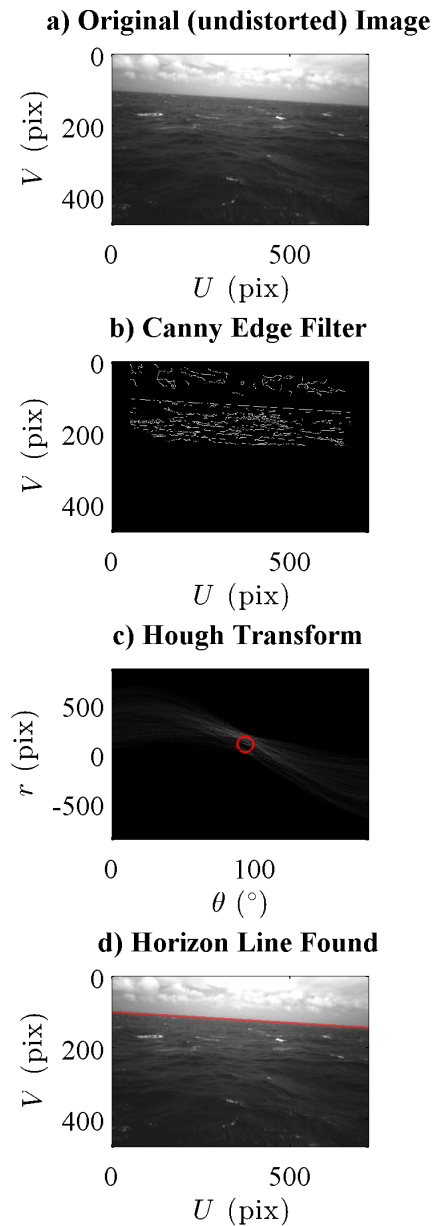 a) Original (undistorted) Image
0
200
400
V (pix)
0 500
U (pix)
b) Canny Edge Filter
0
200
400
V (pix)
0 500
U (pix)
c) Hough Transform
500
0
-500
r (pix)
0 100
θ (°)
d) Horizon Line Found
0
200
400
V (pix)
0 500
U (pix)